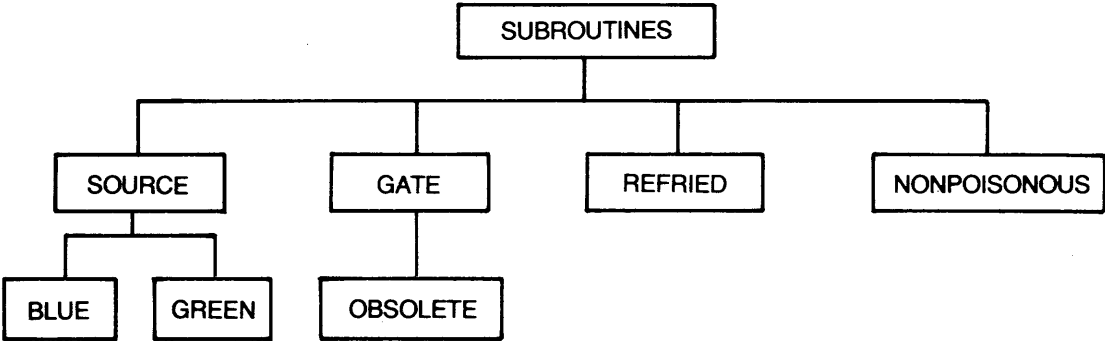 SUBROUTINES
SOURCE
GATE
REFRIED
NONPOISONOUS
BLUE
GREEN
OBSOLETE